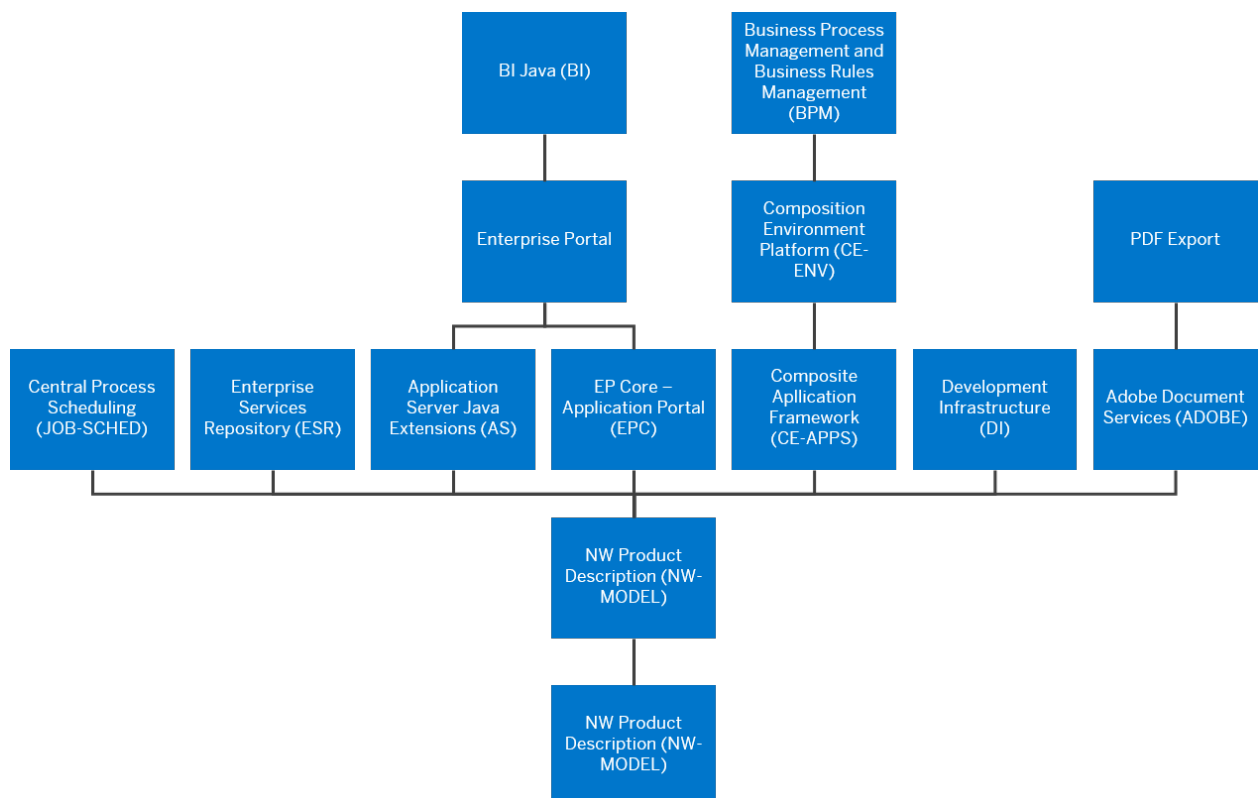 BI Java (BI)
Business Process
Management and
Business Rules
Management
(BPM)
Enterprise Portal
Composition
Environment
Platform (CE-
ENV)
PDF Export
Central Process
Scheduling
(JOB-SCHED)
Enterprise
Services
Repository (ESR)
Application
Server Java
Extensions (AS)
EP Core –
Application Portal
(EPC)
Composite
Apllication
Framework
(CE-APPS)
Development
Infrastructure
(DI)
Adobe Document
Services (ADOBE)
NW Product
Description (NW-
MODEL)
NW Product
Description (NW-
MODEL)